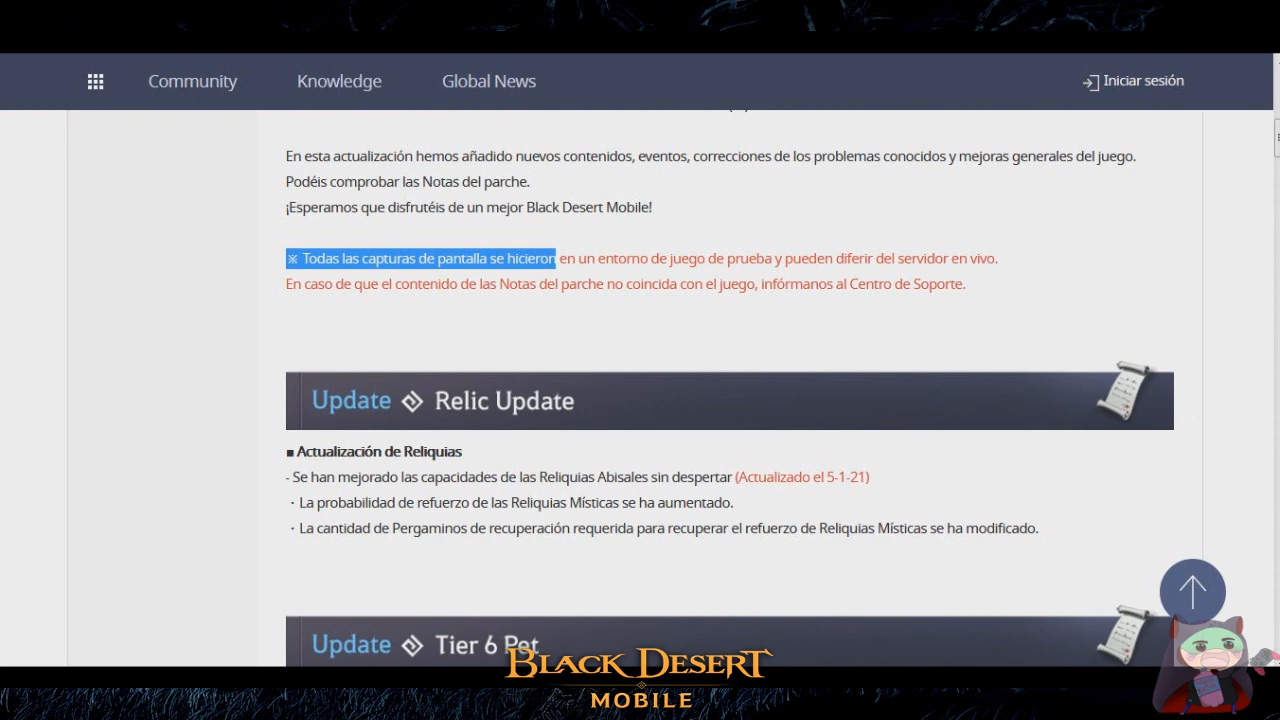 Community Knowledge Global News Iniciar sesión
En esta actualización hemos añadido nuevos contenidos, eventos, correcciones de los problemas conocidos y mejoras generales del juego.
Podéis comprobar las Notas del parche.
¡Esperamos que disfrutéis de un mejor Black Desert Mobile!
※ Todas las capturas de pantalla se hicieron en un entorno de juego de prueba y pueden diferir del servidor en vivo.
En caso de que el contenido de las Notas del parche no coincida con el juego, infórmanos al Centro de Soporte.
Update Relic Update
■ Actualización de Reliquias
- Se han mejorado las capacidades de las Reliquias Abisales sin despertar (Actualizado el 5-1-21)
· La probabilidad de refuerzo de las Reliquias Místicas se ha aumentado.
· La cantidad de Pergaminos de recuperación requerida para recuperar el refuerzo de Reliquias Místicas se ha modificado.
Update Tier 6 Pet
BLACK DESERT
MOBILE